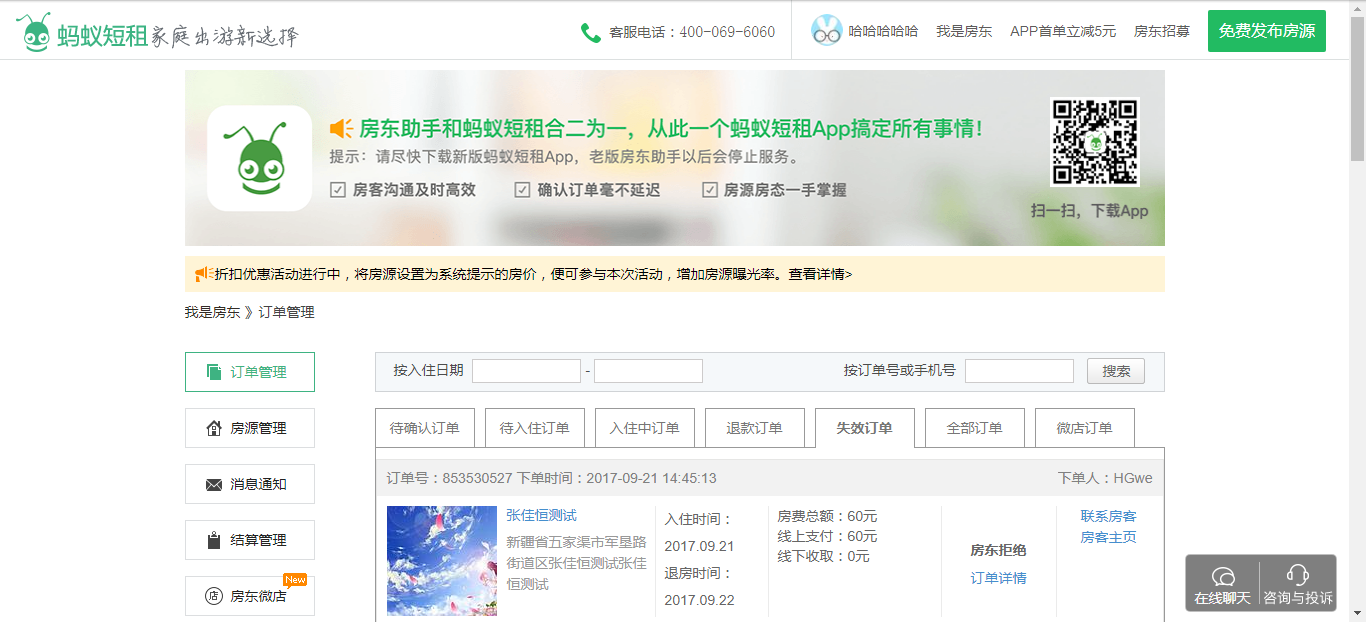 蚂蚁短租 家庭出游新选择
客服电话：400-069-6060
哈哈哈哈哈 我是房东 APP首单立减5元 房东招募 免费发布房源
房东助手和蚂蚁短租合二为一，从此一个蚂蚁短租App搞定所有事情！
提示：请尽快下载新版蚂蚁短租App，老版房东助手以后会停止服务。
房客沟通及时高效 确认订单毫不延迟 房源房态一手掌握
扫一扫，下载App
折扣优惠活动进行中，将房源设置为系统提示的房价，便可参与本次活动，增加房源曝光率。查看详情>
我是房东 》订单管理
订单管理
房源管理
消息通知
结算管理
房东微店 New
按入住日期 - 按订单号或手机号 搜索
待确认订单 待入住订单 入住中订单 退款订单 失效订单 全部订单 微店订单
订单号：853530527 下单时间：2017-09-21 14:45:13 下单人：HGwe
张佳恒测试
新疆省五家渠市军垦路
街道区张佳恒测试张佳
恒测试
入住时间：
2017.09.21
退房时间：
2017.09.22
房费总额：60元
线上支付：60元
线下收取：0元
房东拒绝
订单详情
联系房客
房客主页
在线聊天 咨询与投诉